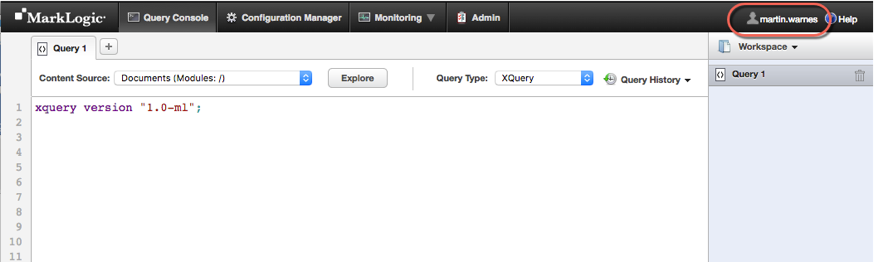 MarkLogic Query Console Configuration Manager Monitoring Admin martin.warnes Help
Query 1 + Workspace
Content Source: Documents (Modules: /) Explore Query Type: XQuery Query History Query 1
1 xquery version "1.0-ml";
2
3
4
5
6
7
8
9
10
11